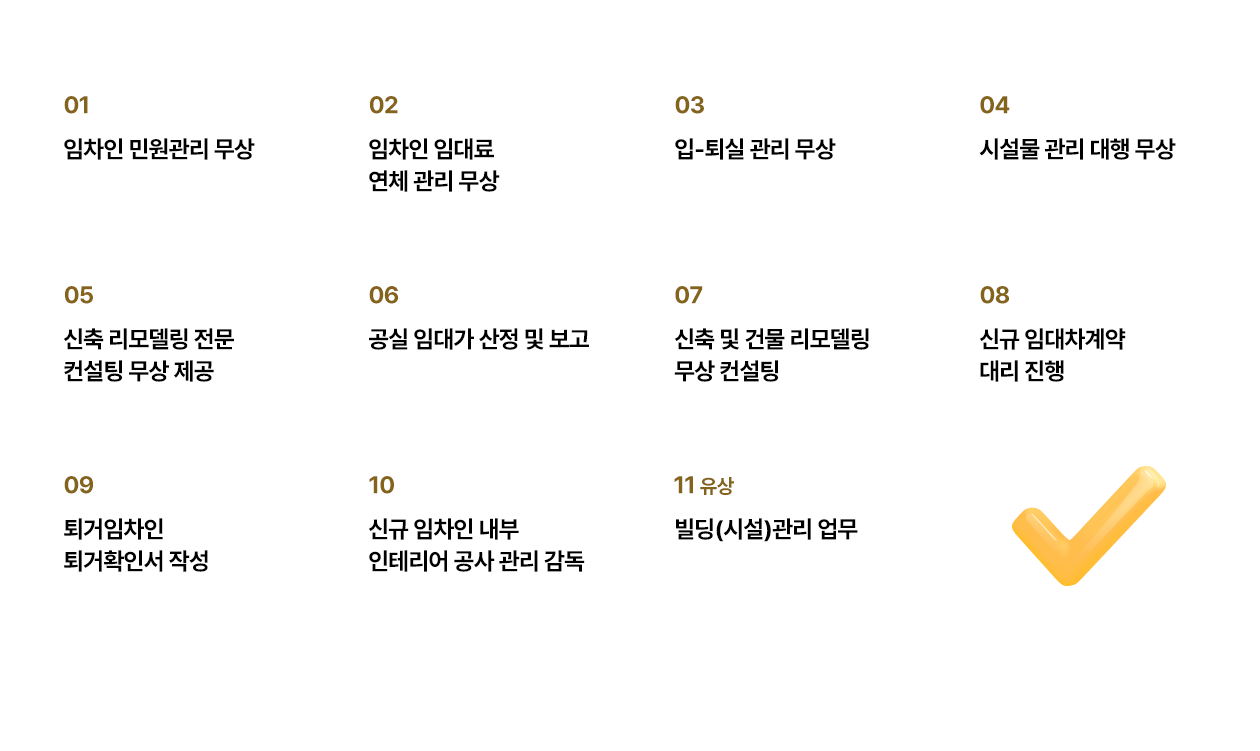 01
임차인 민원관리 무상
02
임차인 임대료
연체 관리 무상
03
입-퇴실 관리 무상
04
시설물 관리 대행 무상
05
신축 리모델링 전문
컨설팅 무상 제공
06
공실 임대가 산정 및 보고
07
신축 및 건물 리모델링
무상 컨설팅
08
신규 임대차계약
대리 진행
09
퇴거임차인
퇴거확인서 작성
10
신규 임차인 내부
인테리어 공사 관리 감독
11 유상
빌딩(시설)관리 업무